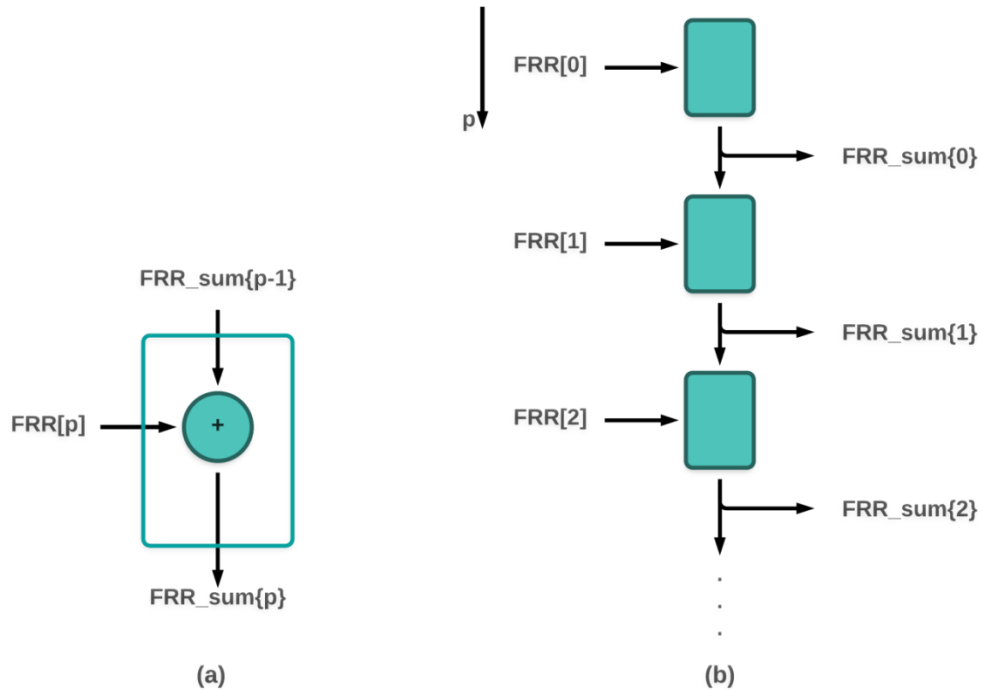 FRR_sum{p-1}
FRR[p]
+
FRR_sum{p}
(a)
p
FRR[0]
FRR_sum{0}
FRR[1]
FRR_sum{1}
FRR[2]
FRR_sum{2}
.
.
.
(b)